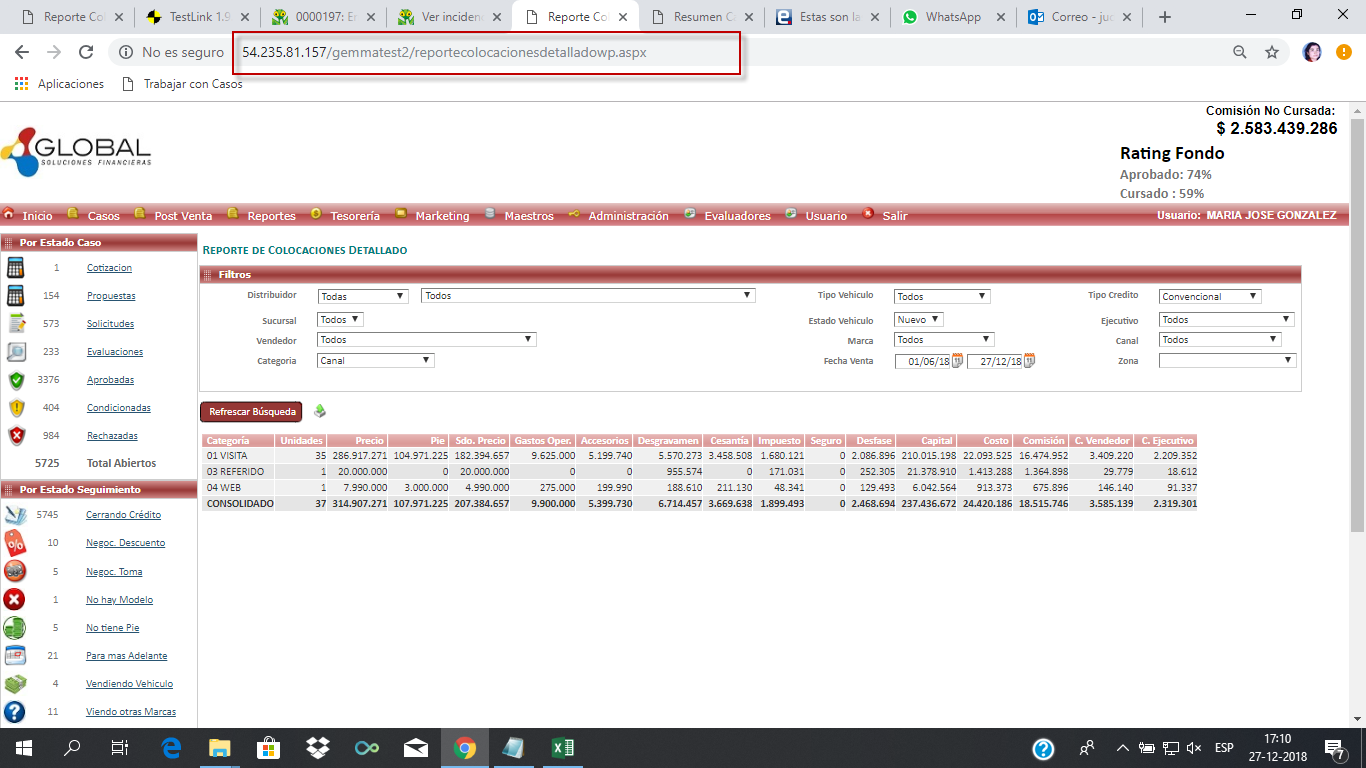 Reporte Col
TestLink 1.9
0000197: Er
Ver inciden
Reporte Col
Resumen C
Estas son la
WhatsApp
Correo - juc
No es seguro
54.235.81.157/gemmatest2/reportecolocacionesdetalladowp.aspx
Aplicaciones
Trabajar con Casos
GLOBAL
SOLUCIONES FINANCIERAS
Comisión No Cursada:
$ 2.583.439.286
Rating Fondo
Aprobado: 74%
Cursado : 59%
Inicio Casos Post Venta Reportes Tesorería Marketing Maestros Administración Evaluadores Usuario Salir
Usuario: MARIA JOSE GONZALEZ
Por Estado Caso
1 Cotizacion
154 Propuestas
573 Solicitudes
233 Evaluaciones
3376 Aprobadas
404 Condicionadas
984 Rechazadas
5725 Total Abiertos
Por Estado Seguimiento
5745 Cerrando Crédito
10 Negoc. Descuento
5 Negoc. Toma
1 No hay Modelo
5 No tiene Pie
21 Para mas Adelante
4 Vendiendo Vehiculo
11 Viendo otras Marcas
REPORTE DE COLOCACIONES DETALLADO
Filtros
Distribuidor Todas Todos Tipo Vehiculo Todos Tipo Credito Convencional
Sucursal Todos Estado Vehiculo Nuevo Ejecutivo Todos
Vendedor Todos Marca Todos Canal Todos
Categoria Canal Fecha Venta 01/06/18 27/12/18 Zona
Refrescar Búsqueda
Categoría Unidades Precio Pie Sdo. Precio Gastos Oper. Accesorios Desgravamen Cesantía Impuesto Seguro Desfase Capital Costo Comisión C. Vendedor C. Ejecutivo
01 VISITA 35 286.917.271 104.971.225 182.394.657 9.625.000 5.199.740 5.570.273 3.458.508 1.680.121 0 2.086.896 210.015.198 22.093.525 16.474.952 3.409.220 2.209.352
03 REFERIDO 1 20.000.000 0 20.000.000 0 0 955.574 0 171.031 0 252.305 21.378.910 1.413.288 1.364.898 29.779 18.612
04 WEB 1 7.990.000 3.000.000 4.990.000 275.000 199.990 188.610 211.130 48.341 0 129.493 6.042.564 913.373 675.896 146.140 91.337
CONSOLIDADO 37 314.907.271 107.971.225 207.384.657 9.900.000 5.399.730 6.714.457 3.669.638 1.899.493 0 2.468.694 237.436.672 24.420.186 18.515.746 3.585.139 2.319.301
ESP
17:10
27-12-2018
7